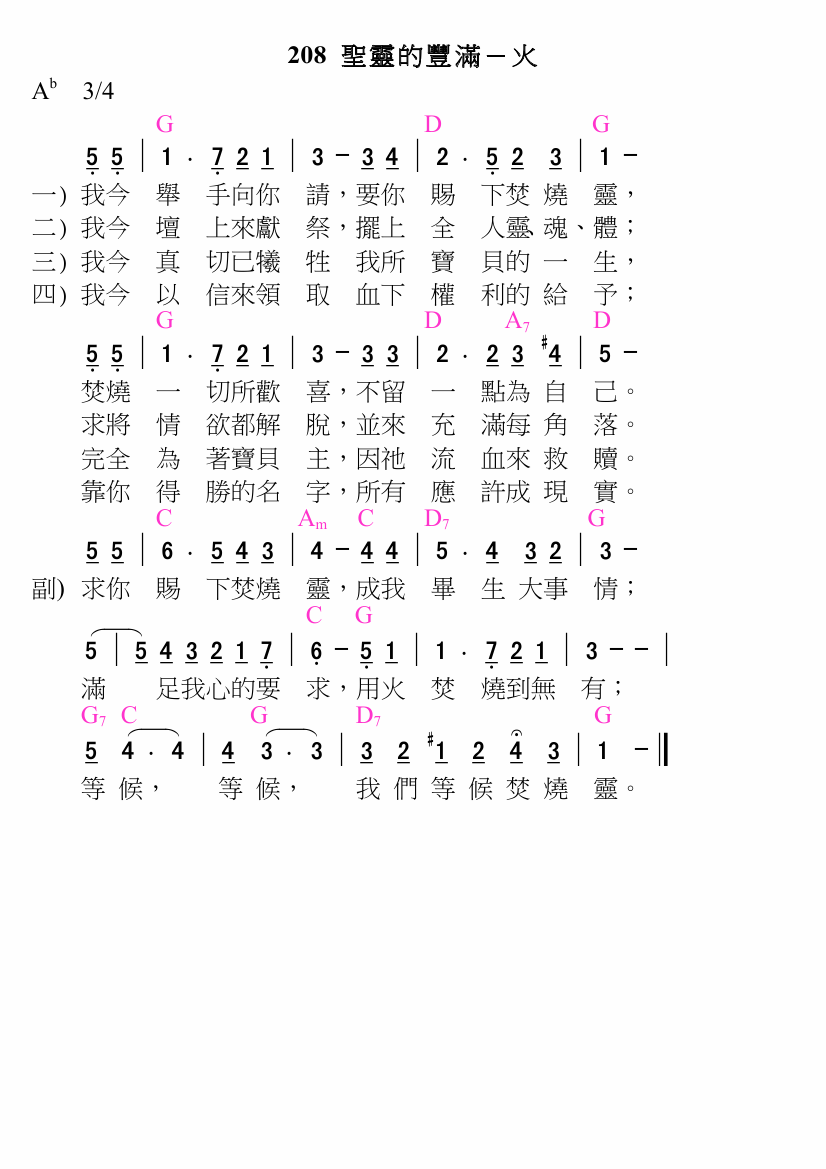 208 聖靈的豐滿－火
A♭ 3/4
G D G
5 5 | 1 . 7 2 1 | 3 - 3 4 | 2 . 5 2 3 | 1 -
一) 我今 舉 手向你 請，要你 賜 下焚 燒 靈，
二) 我今 壇 上來獻 祭，擺上 全 人靈、魂、體；
三) 我今 真 切已犧 牲 我所 寶 貝的 一 生，
四) 我今 以 信來領 取 血下 權 利的 給 予；
G D A7 D
5 5 | 1 . 7 2 1 | 3 - 3 3 | 2 . 2 3 #4 | 5 -
焚燒 一 切所歡 喜，不留 一 點為 自 己。
求將 情 欲都解 脫，並來 充 滿每 角 落。
完全 為 著寶貝 主，因祂 流 血來 救 贖。
靠你 得 勝的名 字，所有 應 許成 現 實。
C Am C D7 G
5 5 | 6 . 5 4 3 | 4 - 4 4 | 5 . 4 3 2 | 3 -
副) 求你 賜 下焚燒 靈，成我 畢 生 大事 情；
C G
5 | 5 4 3 2 1 7 | 6 - 5 1 | 1 . 7 2 1 | 3 - - |
滿 足我心的要 求，用火 焚 燒到無 有；
G7 C G D7 G
5 4 . 4 | 4 3 . 3 | 3 2 #1 2 4 3 | 1 - ||
等 候， 等 候， 我 們 等 候 焚 燒 靈。